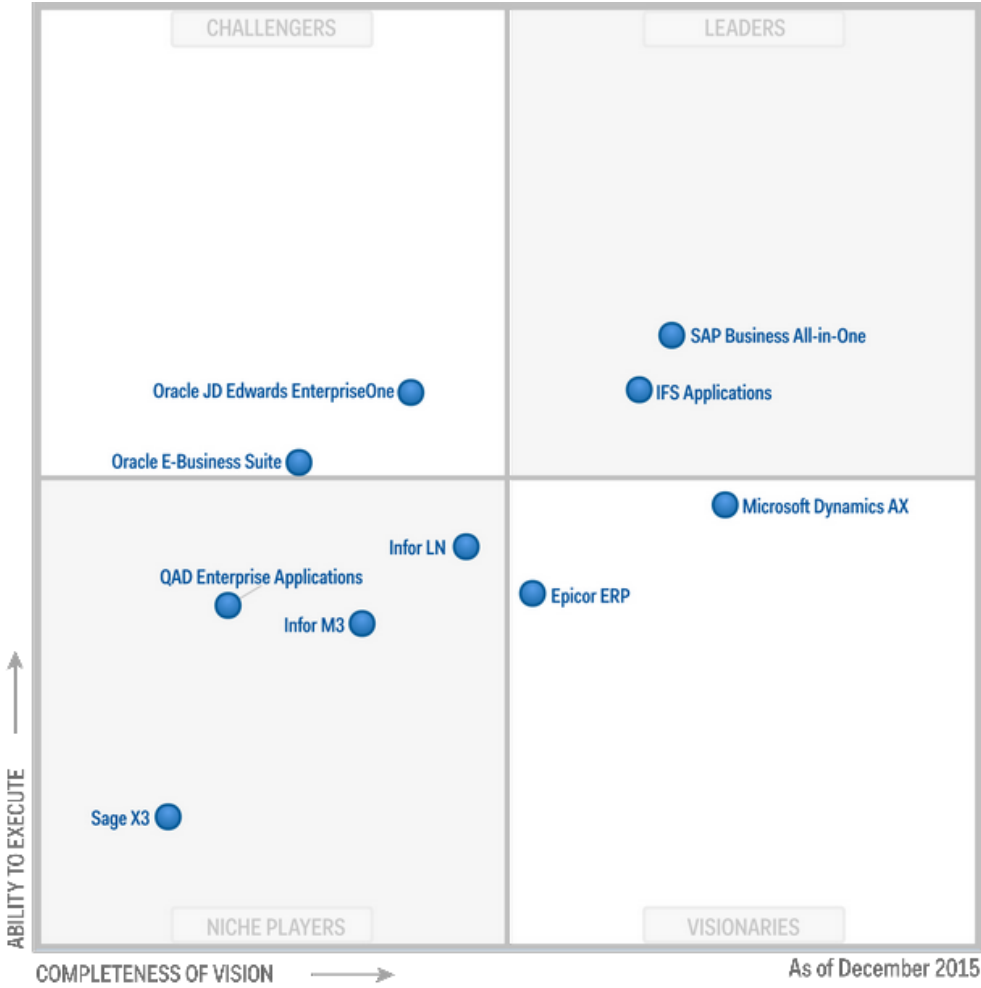 CHALLENGERS
LEADERS
SAP Business All-in-One
Oracle JD Edwards EnterpriseOne
IFS Applications
Oracle E-Business Suite
Microsoft Dynamics AX
Infor LN
QAD Enterprise Applications
Epicor ERP
Infor M3
Sage X3
ABILITY TO EXECUTE
NICHE PLAYERS
VISIONARIES
COMPLETENESS OF VISION
As of December 2015